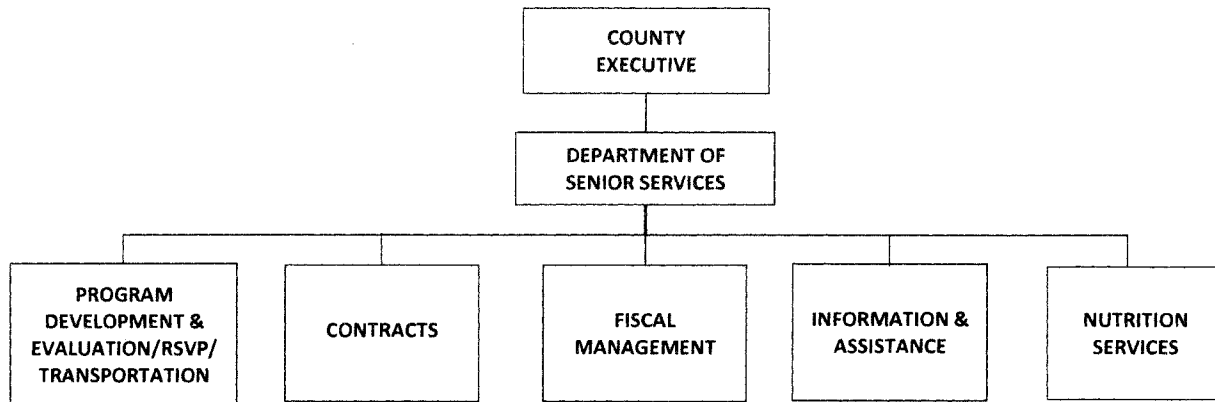 COUNTY
EXECUTIVE
DEPARTMENT OF
SENIOR SERVICES
PROGRAM
DEVELOPMENT &
EVALUATION/RSVP/
TRANSPORTATION
CONTRACTS
FISCAL
MANAGEMENT
INFORMATION &
ASSISTANCE
NUTRITION
SERVICES